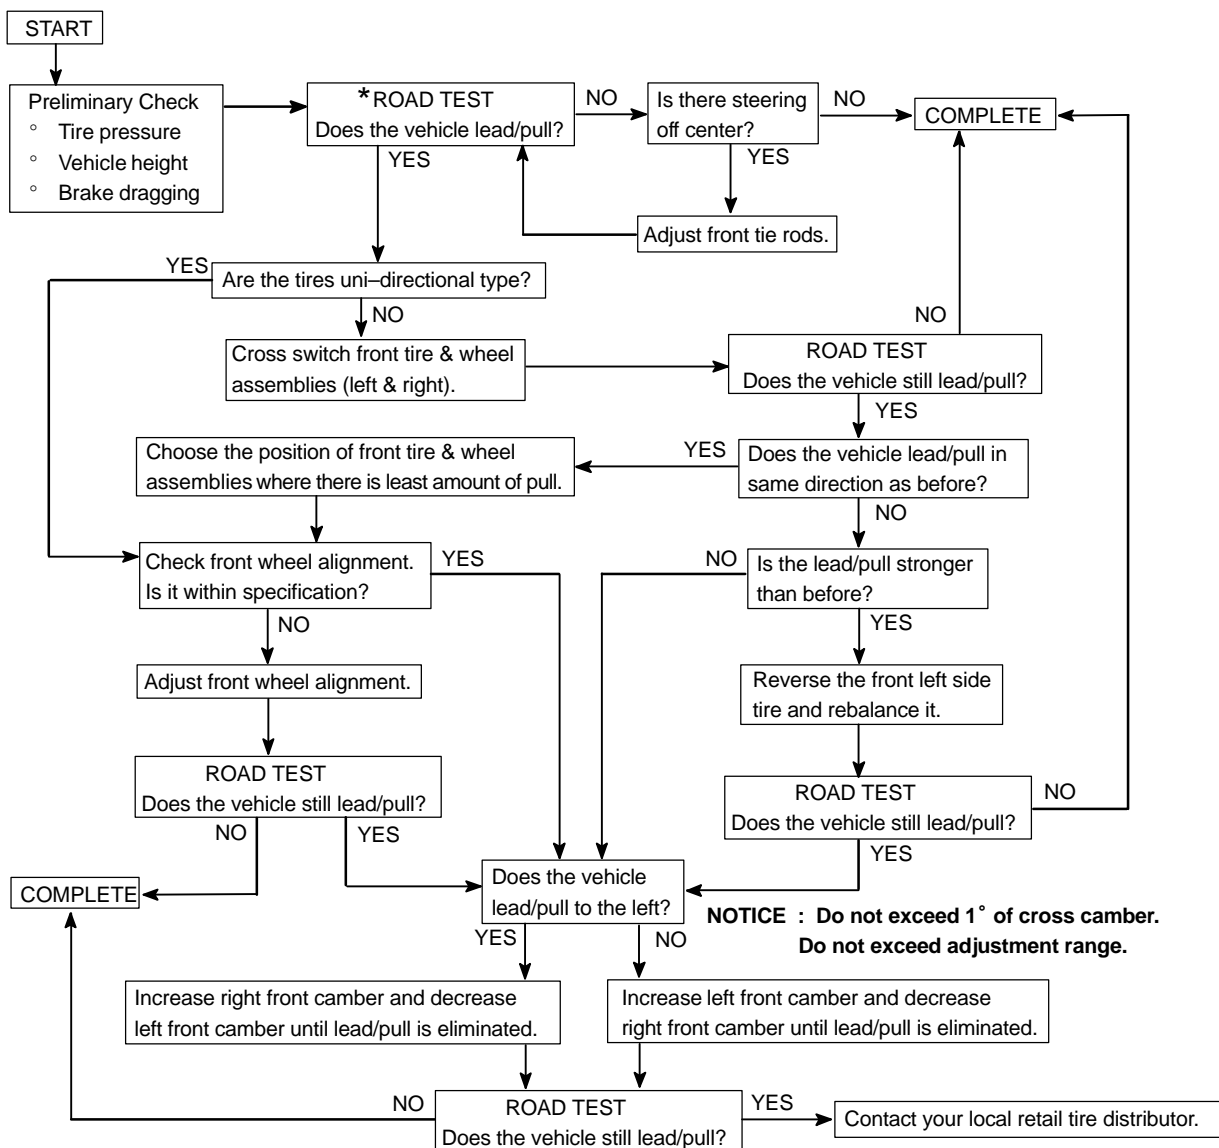 START
Preliminary Check
° Tire pressure
° Vehicle height
° Brake dragging
*ROAD TEST
Does the vehicle lead/pull?
NO
YES
Is there steering
off center?
NO
YES
COMPLETE
Adjust front tie rods.
YES
Are the tires uni–directional type?
NO
Cross switch front tire & wheel
assemblies (left & right).
NO
ROAD TEST
Does the vehicle still lead/pull?
YES
Choose the position of front tire & wheel
assemblies where there is least amount of pull.
YES
Does the vehicle lead/pull in
same direction as before?
NO
Check front wheel alignment.
Is it within specification?
YES
NO
NO
Is the lead/pull stronger
than before?
YES
Adjust front wheel alignment.
Reverse the front left side
tire and rebalance it.
ROAD TEST
Does the vehicle still lead/pull?
NO
YES
ROAD TEST
Does the vehicle still lead/pull?
NO
YES
COMPLETE
Does the vehicle
lead/pull to the left?
YES
NO
NOTICE : Do not exceed 1° of cross camber.
Do not exceed adjustment range.
Increase right front camber and decrease
left front camber until lead/pull is eliminated.
Increase left front camber and decrease
right front camber until lead/pull is eliminated.
NO
ROAD TEST
Does the vehicle still lead/pull?
YES
Contact your local retail tire distributor.